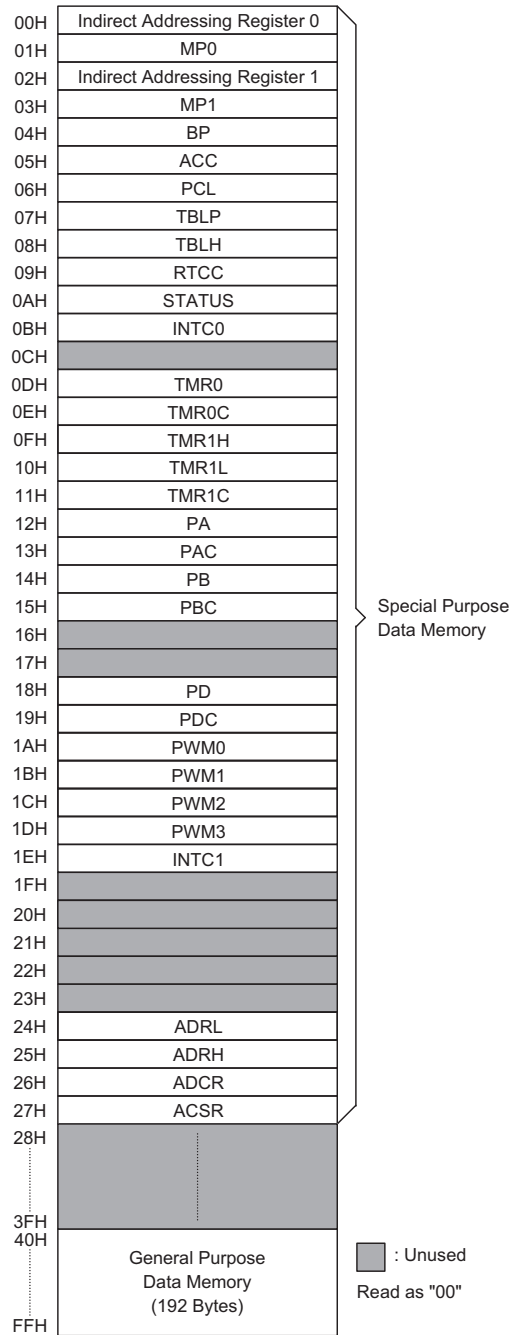 00H Indirect Addressing Register 0
01H MP0
02H Indirect Addressing Register 1
03H MP1
04H BP
05H ACC
06H PCL
07H TBLP
08H TBLH
09H RTCC
0AH STATUS
0BH INTC0
0CH
0DH TMR0
0EH TMR0C
0FH TMR1H
10H TMR1L
11H TMR1C
12H PA
13H PAC
14H PB
15H PBC
Special Purpose
Data Memory
16H
17H
18H PD
19H PDC
1AH PWM0
1BH PWM1
1CH PWM2
1DH PWM3
1EH INTC1
1FH
20H
21H
22H
23H
24H ADRL
25H ADRH
26H ADCR
27H ACSR
28H
3FH
40H
General Purpose
Data Memory
(192 Bytes)
FFH
: Unused
Read as "00"